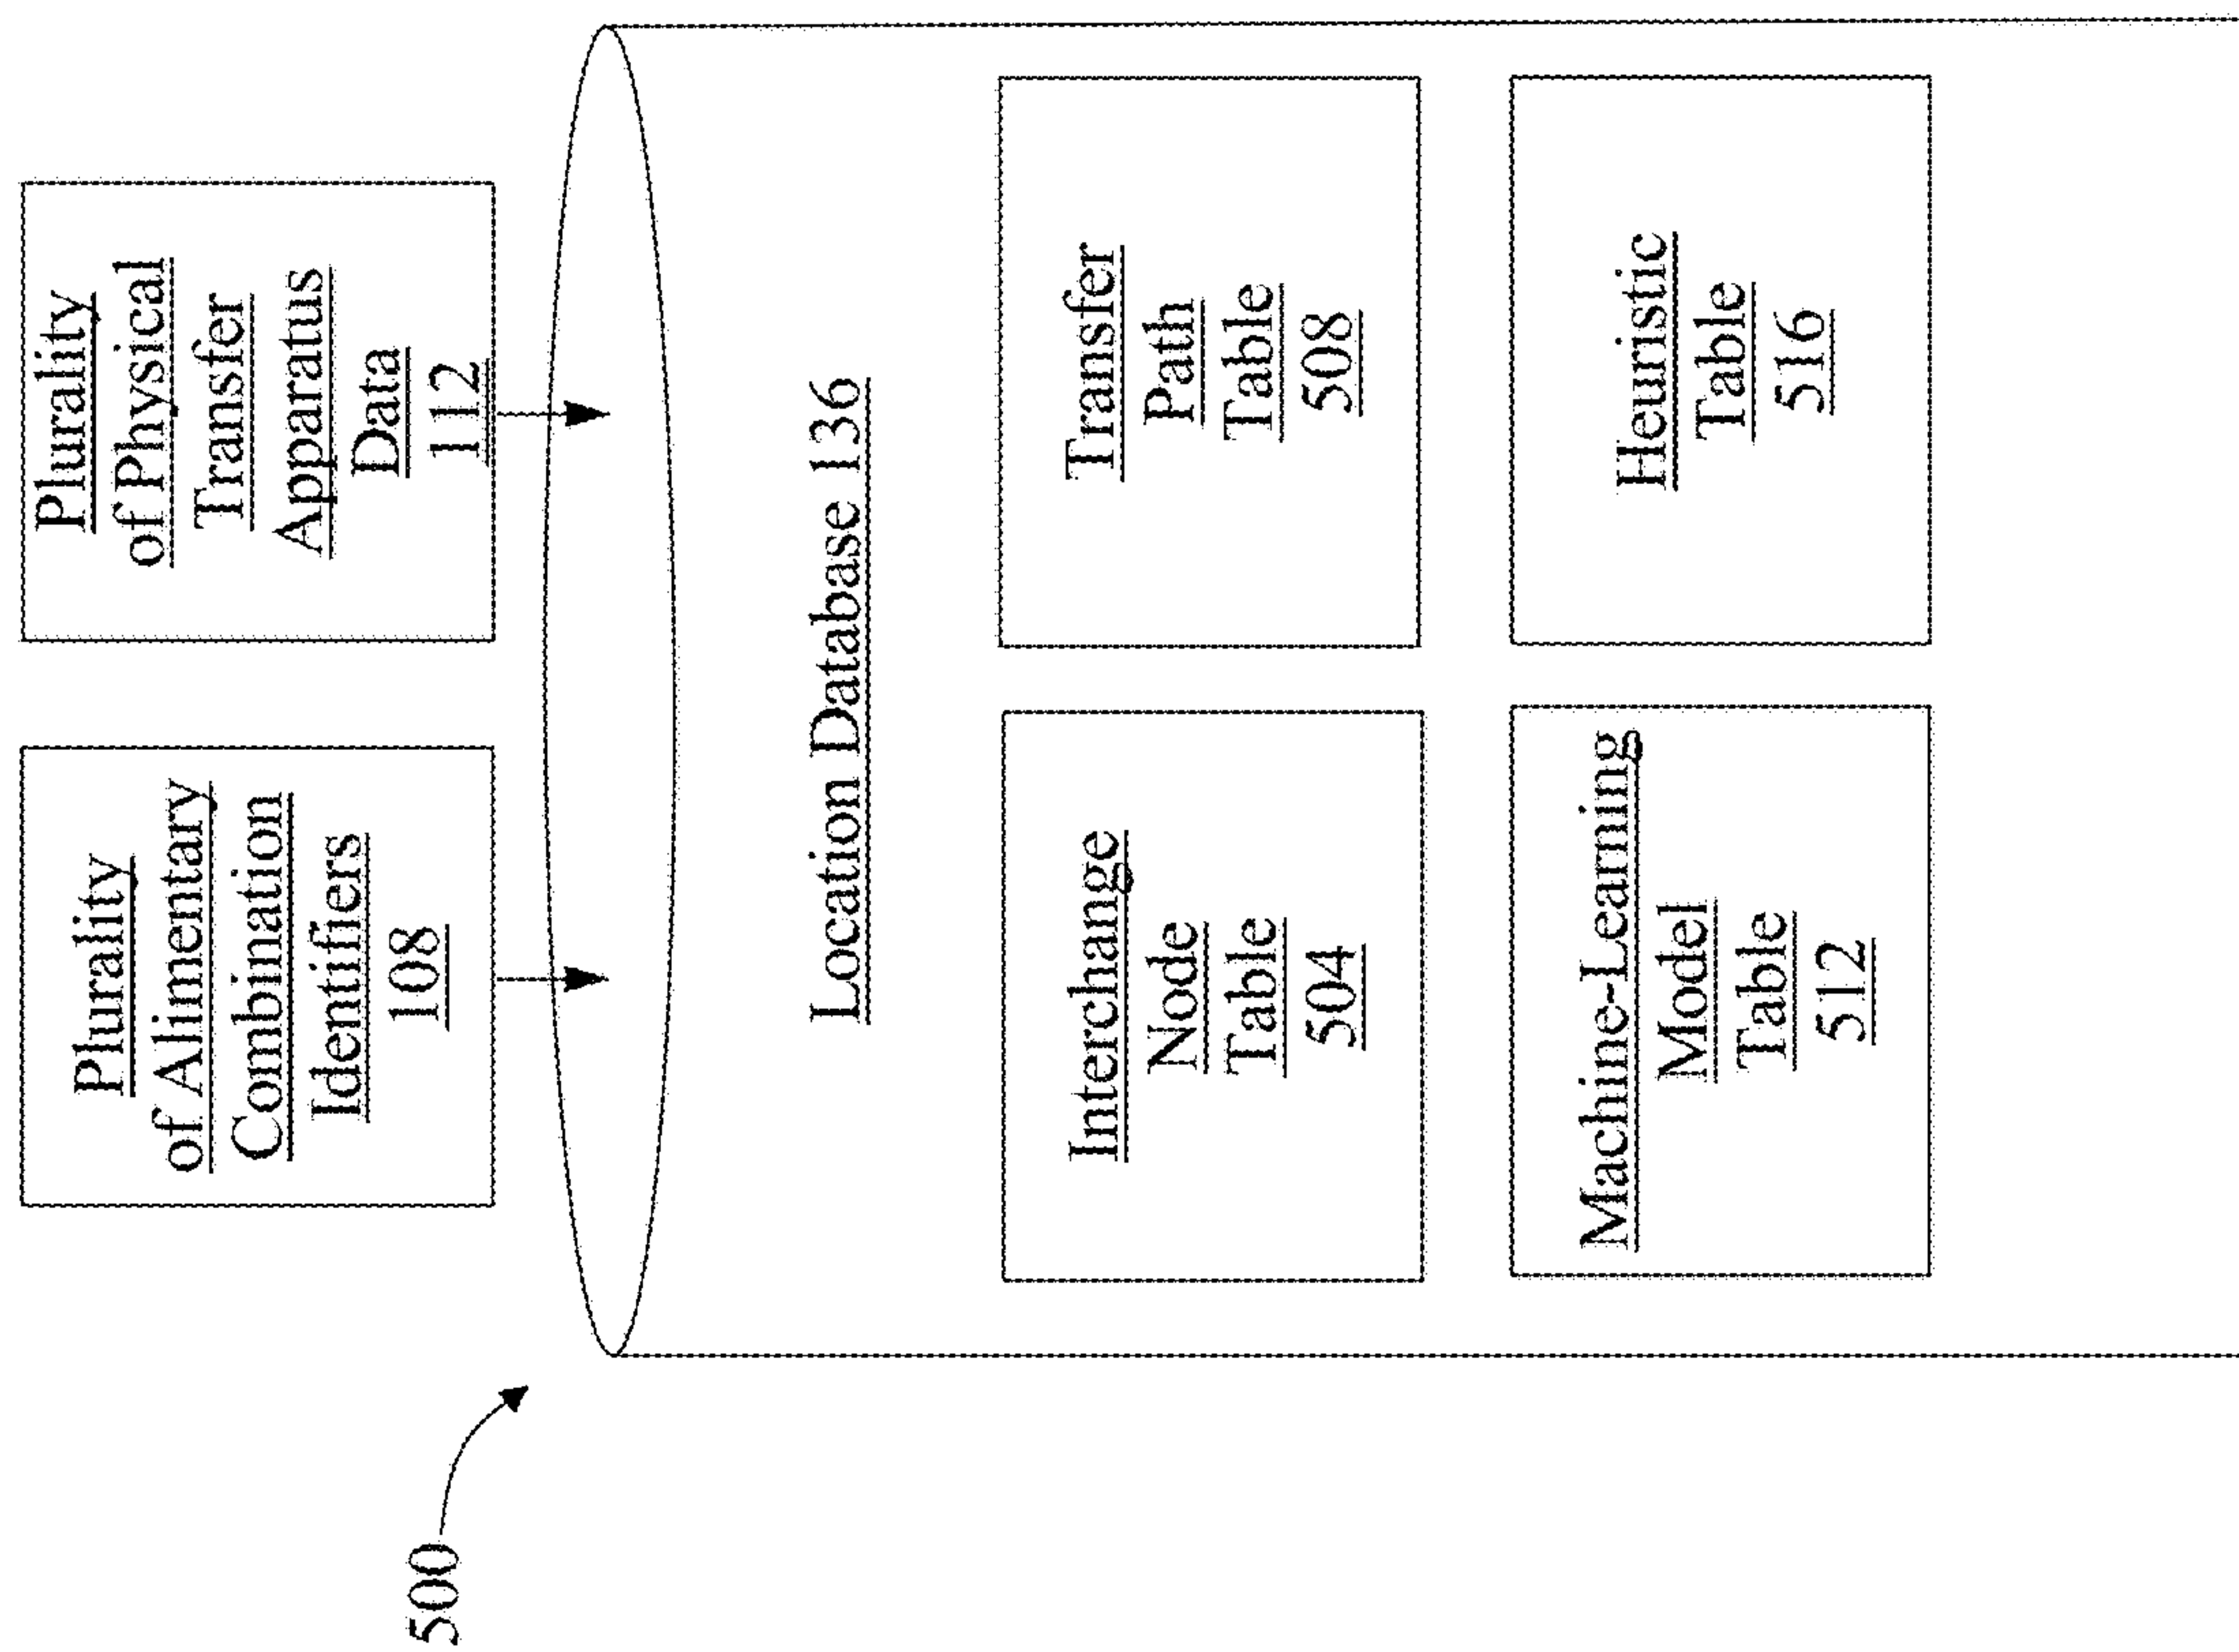 500
Plurality
of Alimentary
Combination
Identifiers
108
Plurality
of Physical
Transfer
Apparatus
Data
112
Location Database 136
Interchange
Node
Table
504
Transfer
Path
Table
508
Machine-Learning
Model
Table
512
Heuristic
Table
516